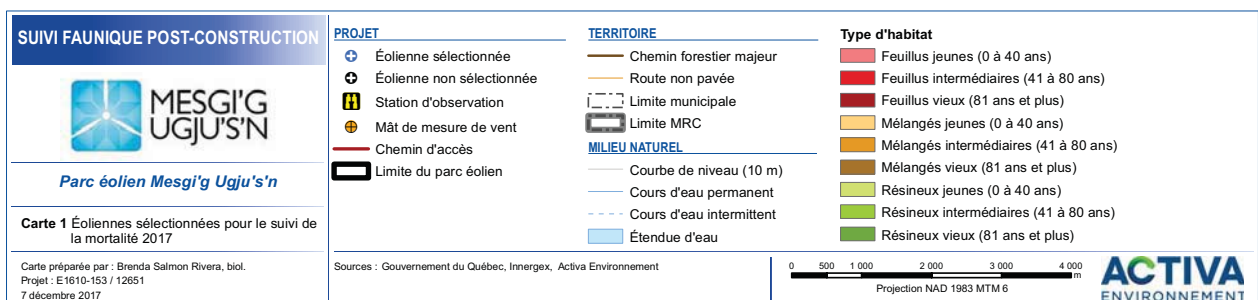 SUIVI FAUNIQUE POST-CONSTRUCTION
MESGI'G
UGJU'S'N
Parc éolien Mesgi'g Ugju's'n
Carte 1 Éoliennes sélectionnées pour le suivi de
la mortalité 2017
Carte préparée par : Brenda Salmon Rivera, biol.
Projet : E1610-153 / 12651
7 décembre 2017
PROJET
Éolienne sélectionnée
Éolienne non sélectionnée
Station d'observation
Mât de mesure de vent
Chemin d'accès
Limite du parc éolien
TERRITOIRE
Chemin forestier majeur
Route non pavée
Limite municipale
Limite MRC
MILIEU NATUREL
Courbe de niveau (10 m)
Cours d'eau permanent
Cours d'eau intermittent
Étendue d'eau
Type d'habitat
Feuillus jeunes (0 à 40 ans)
Feuillus intermédiaires (41 à 80 ans)
Feuillus vieux (81 ans et plus)
Mélangés jeunes (0 à 40 ans)
Mélangés intermédiaires (41 à 80 ans)
Mélangés vieux (81 ans et plus)
Résineux jeunes (0 à 40 ans)
Résineux intermédiaires (41 à 80 ans)
Résineux vieux (81 ans et plus)
Sources : Gouvernement du Québec, Innergex, Activa Environnement
0 500 1 000 2 000 3 000 4 000
m
Projection NAD 1983 MTM 6
ACTIVA
ENVIRONNEMENT